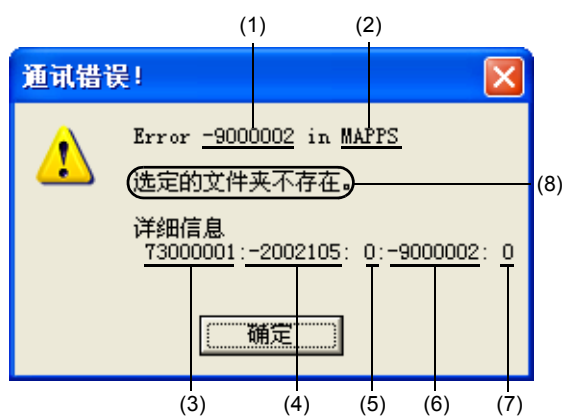 (1) (2)
通讯错误!
Error -9000002 in MAPPS
选定的文件夹不存在。 (8)
详细信息
73000001:-2002105: 0:-9000002: 0
确定
(3) (4) (5) (6) (7)